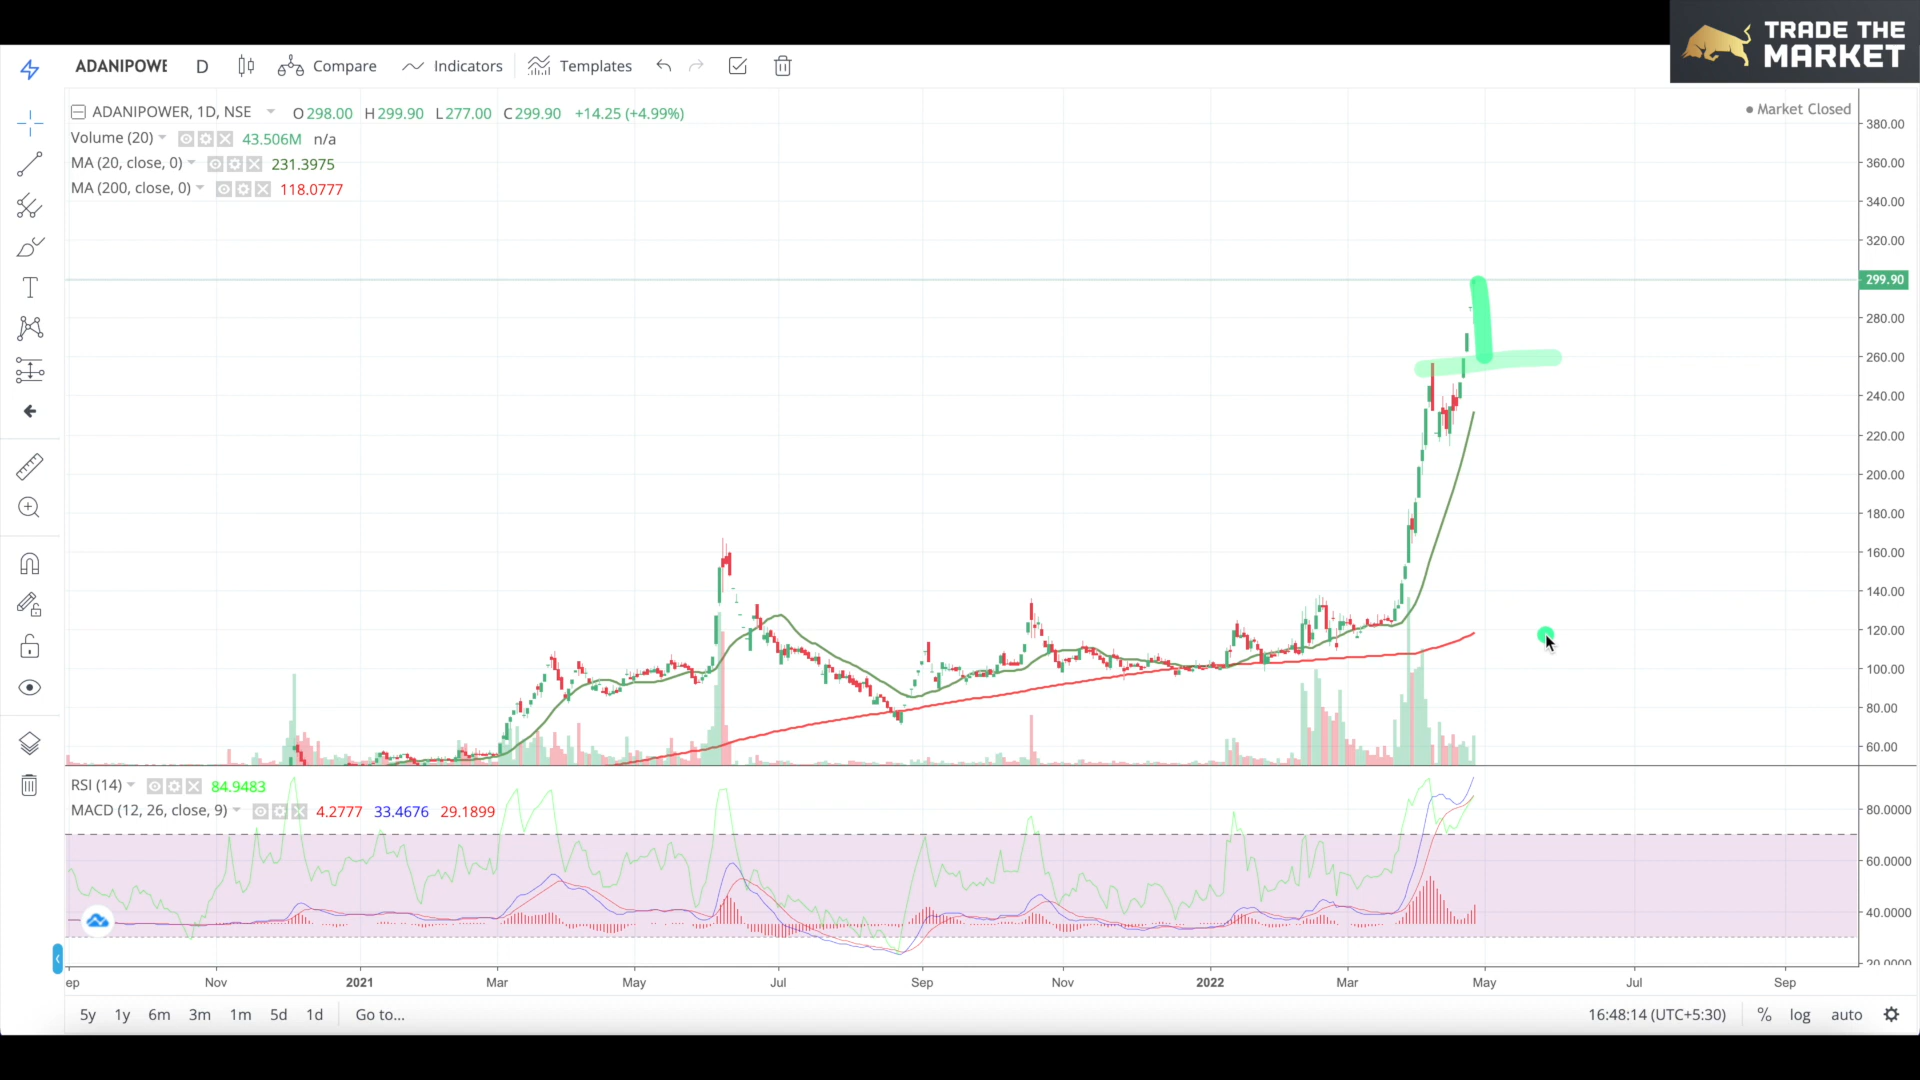 TRADE THE
MARKET
ADANIPOWE D Compare Indicators Templates
ADANIPOWER, 1D, NSE O298.00 H299.90 L277.00 C299.90 +14.25 (+4.99%)
Market Closed
Volume (20) 43.506M n/a
MA (20, close, 0) 231.3975
MA (200, close, 0) 118.0777
380.00
360.00
340.00
320.00
299.90
280.00
260.00
240.00
220.00
200.00
180.00
160.00
140.00
120.00
100.00
80.00
60.00
RSI (14) 84.9483
MACD (12, 26, close, 9) 4.2777 33.4676 29.1899
80.0000
60.0000
40.0000
20.0000
ep Nov 2021 Mar May Jul Sep Nov 2022 Mar May Jul Sep
5y 1y 6m 3m 1m 5d 1d Go to... 16:48:14 (UTC+5:30) % log auto